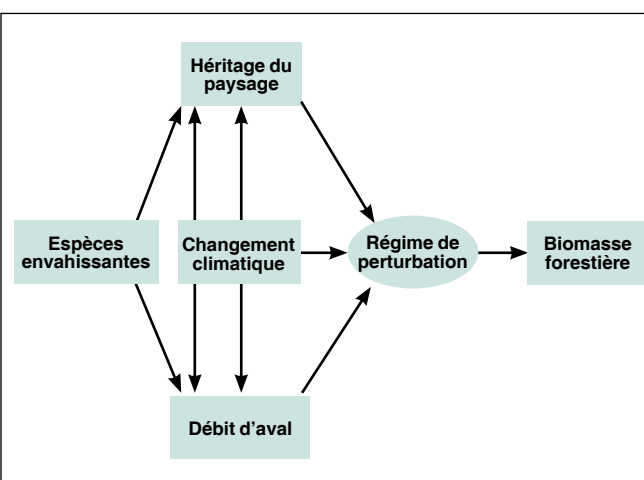 Héritage du
paysage
Espèces
envahissantes
Changement
climatique
Régime de
perturbation
Biomasse
forestière
Débit d’aval